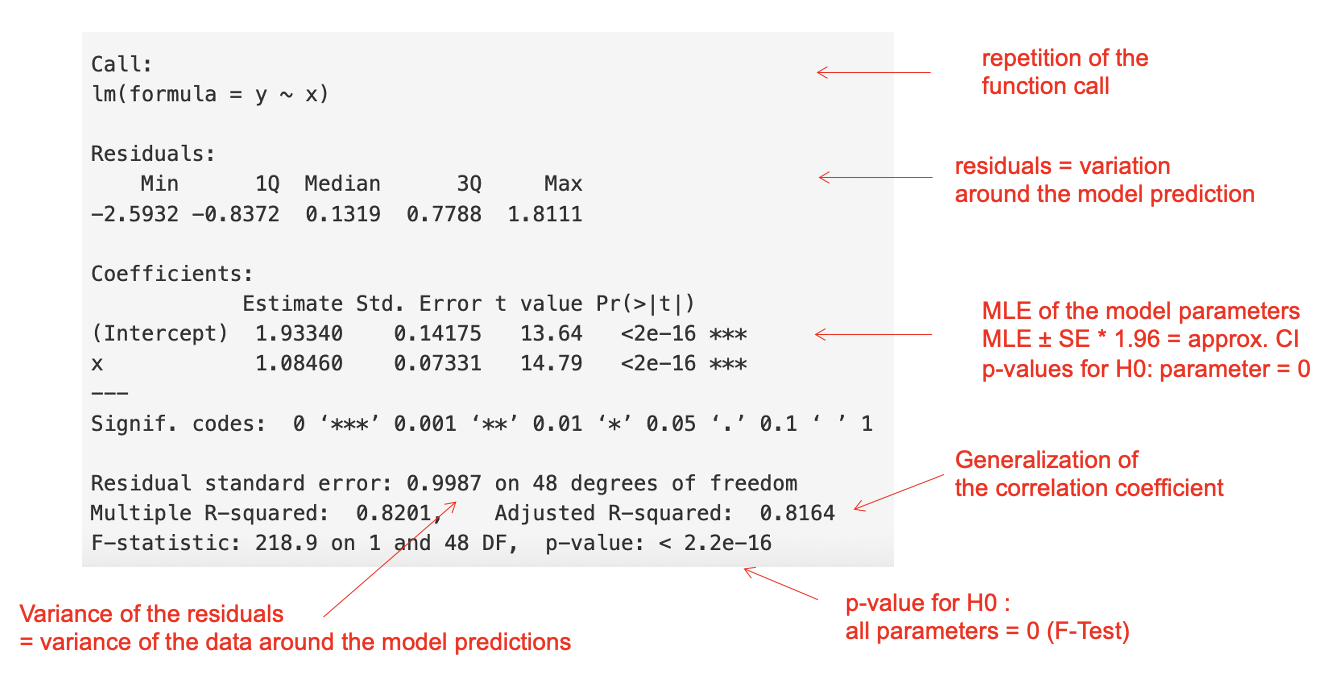 Call:
lm(formula = y ~ x)
repetition of the
function call
Residuals:
Min 1Q Median 3Q Max
-2.5932 -0.8372 0.1319 0.7788 1.8111
residuals = variation
around the model prediction
Coefficients:
Estimate Std. Error t value Pr(>|t|)
(Intercept) 1.93340 0.14175 13.64 <2e-16 ***
x 1.08460 0.07331 14.79 <2e-16 ***
---
Signif. codes: 0 ‘***’ 0.001 ‘**’ 0.01 ‘*’ 0.05 ‘.’ 0.1 ‘ ’ 1
MLE of the model parameters
MLE ± SE * 1.96 = approx. CI
p-values for H0: parameter = 0
Residual standard error: 0.9987 on 48 degrees of freedom
Multiple R-squared: 0.8201, Adjusted R-squared: 0.8164
F-statistic: 218.9 on 1 and 48 DF, p-value: < 2.2e-16
Generalization of
the correlation coefficient
Variance of the residuals
= variance of the data around the model predictions
p-value for H0 :
all parameters = 0 (F-Test)